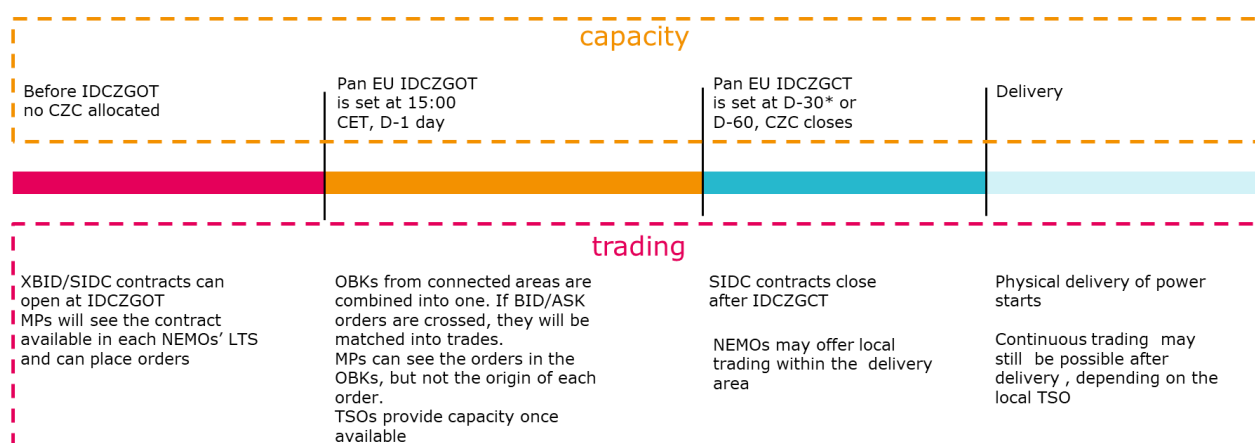 capacity
Before IDCZGOT
no CZC allocated
Pan EU IDCZGOT
is set at 15:00
CET, D-1 day
Pan EU IDCZGCT
is set at D-30* or
D-60, CZC closes
Delivery
trading
XBID/SIDC contracts can
open at IDCZGOT
MPs will see the contract
available in each NEMOs’ LTS
and can place orders
OBKs from connected areas are
combined into one. If BID/ASK
orders are crossed, they will be
matched into trades.
MPs can see the orders in the
OBKs, but not the origin of each
order.
TSOs provide capacity once
available
SIDC contracts close
after IDCZGCT
NEMOs may offer local
trading within the delivery
area
Physical delivery of power
starts
Continuous trading may
still be possible after
delivery , depending on the
local TSO